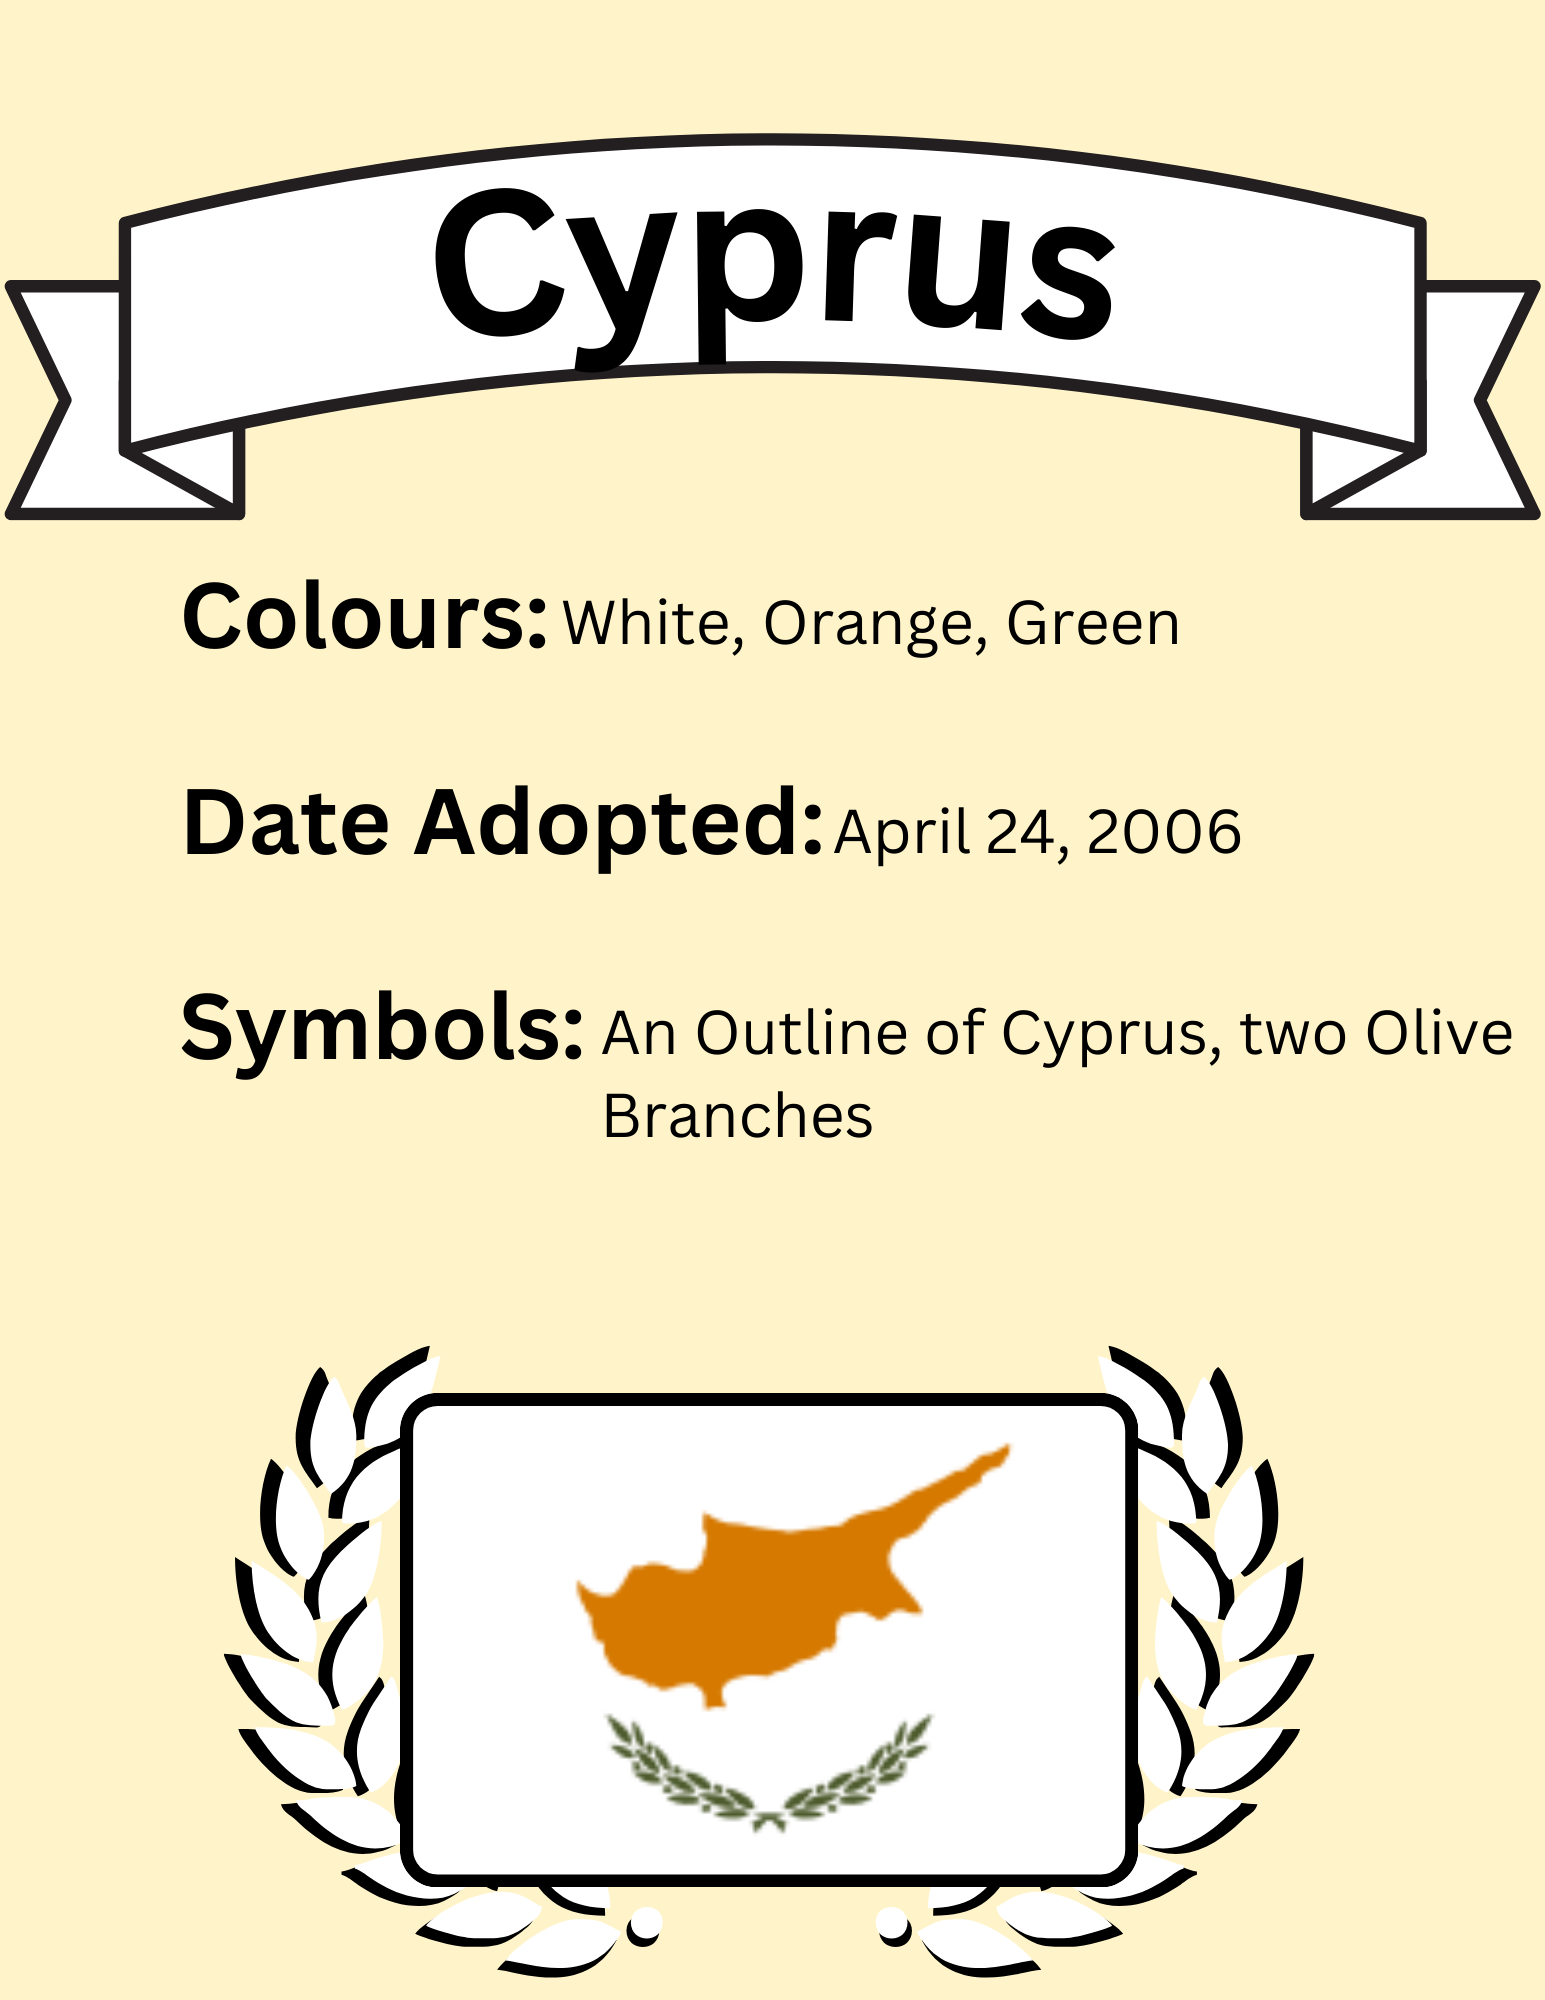 Cyprus
Colours: White, Orange, Green
Date Adopted: April 24, 2006
Symbols: An Outline of Cyprus, two Olive
Branches